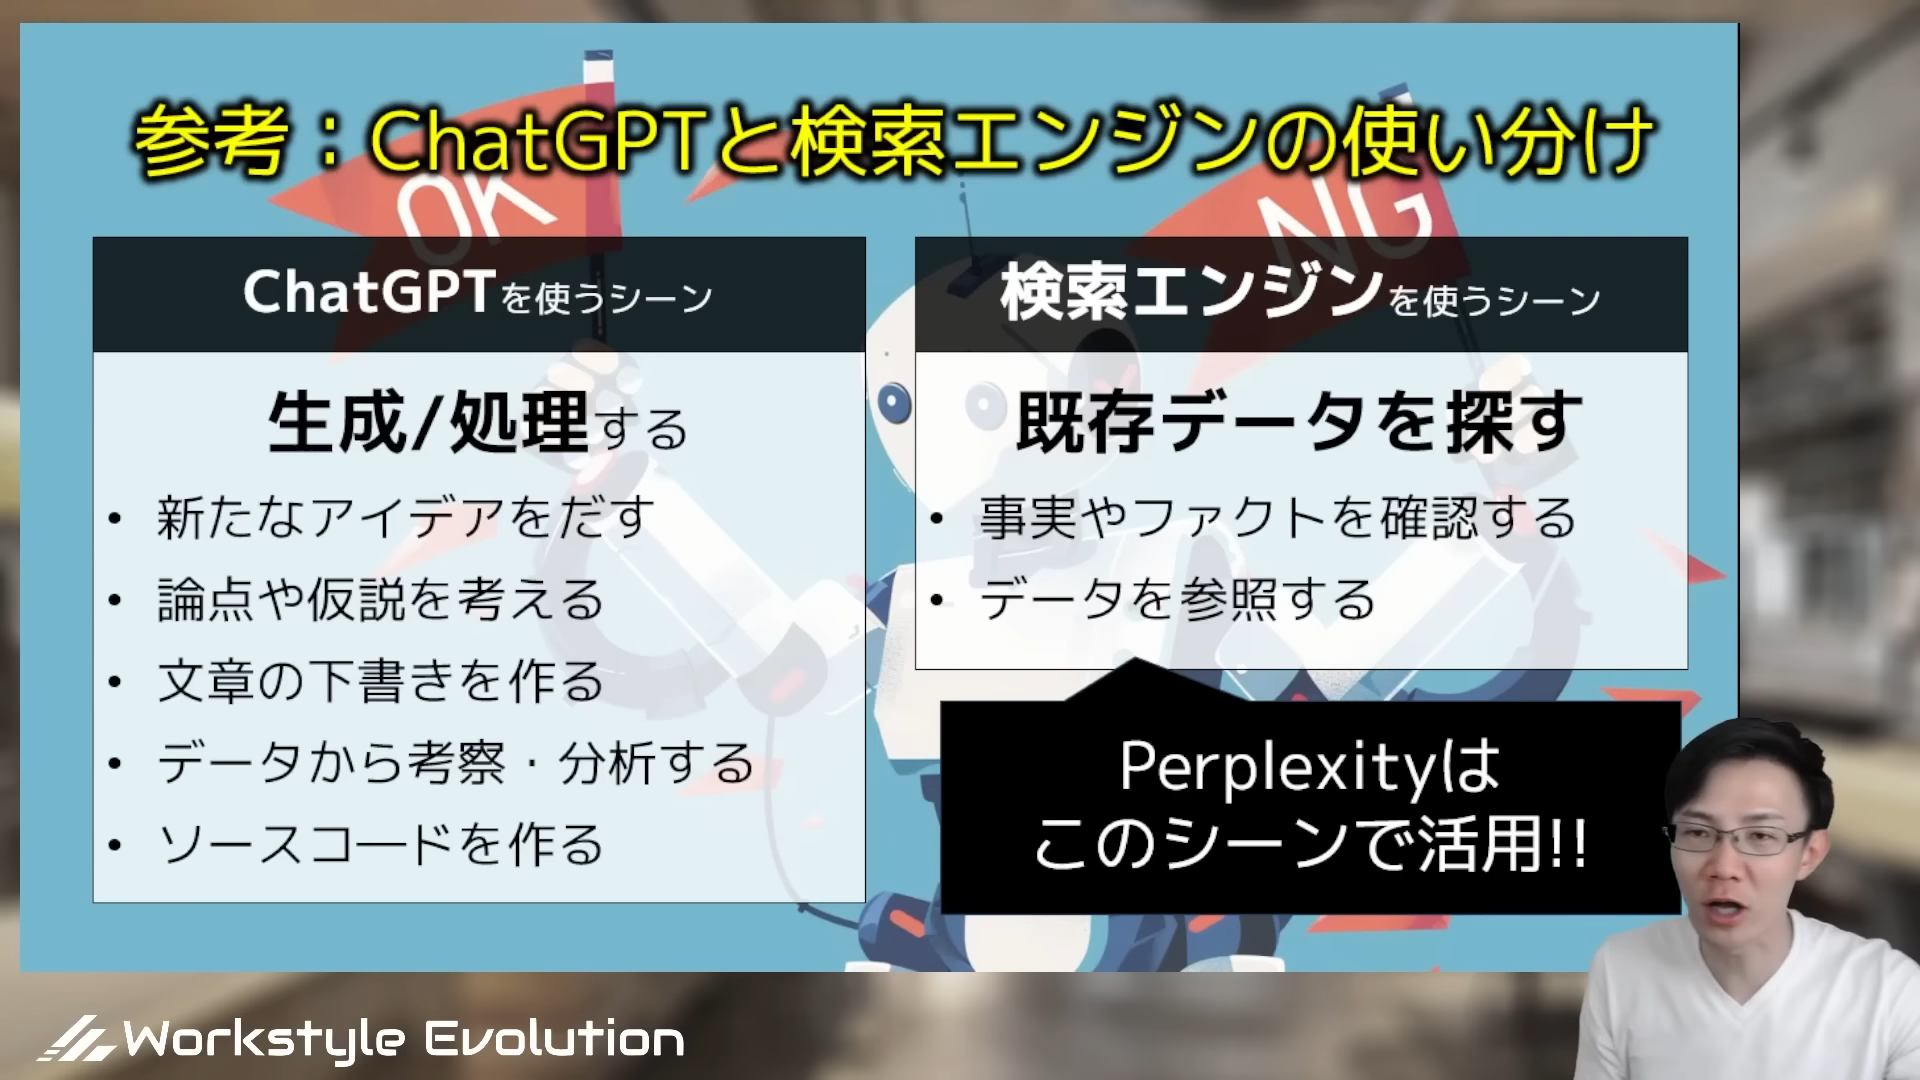 参考：ChatGPTと検索エンジンの使い分け
OK
NG
ChatGPTを使うシーン
生成/処理する
• 新たなアイデアをだす
• 論点や仮説を考える
• 文章の下書きを作る
• データから考察・分析する
• ソースコードを作る
検索エンジンを使うシーン
既存データを探す
• 事実やファクトを確認する
• データを参照する
Perplexityは
このシーンで活用!!
Workstyle Evolution